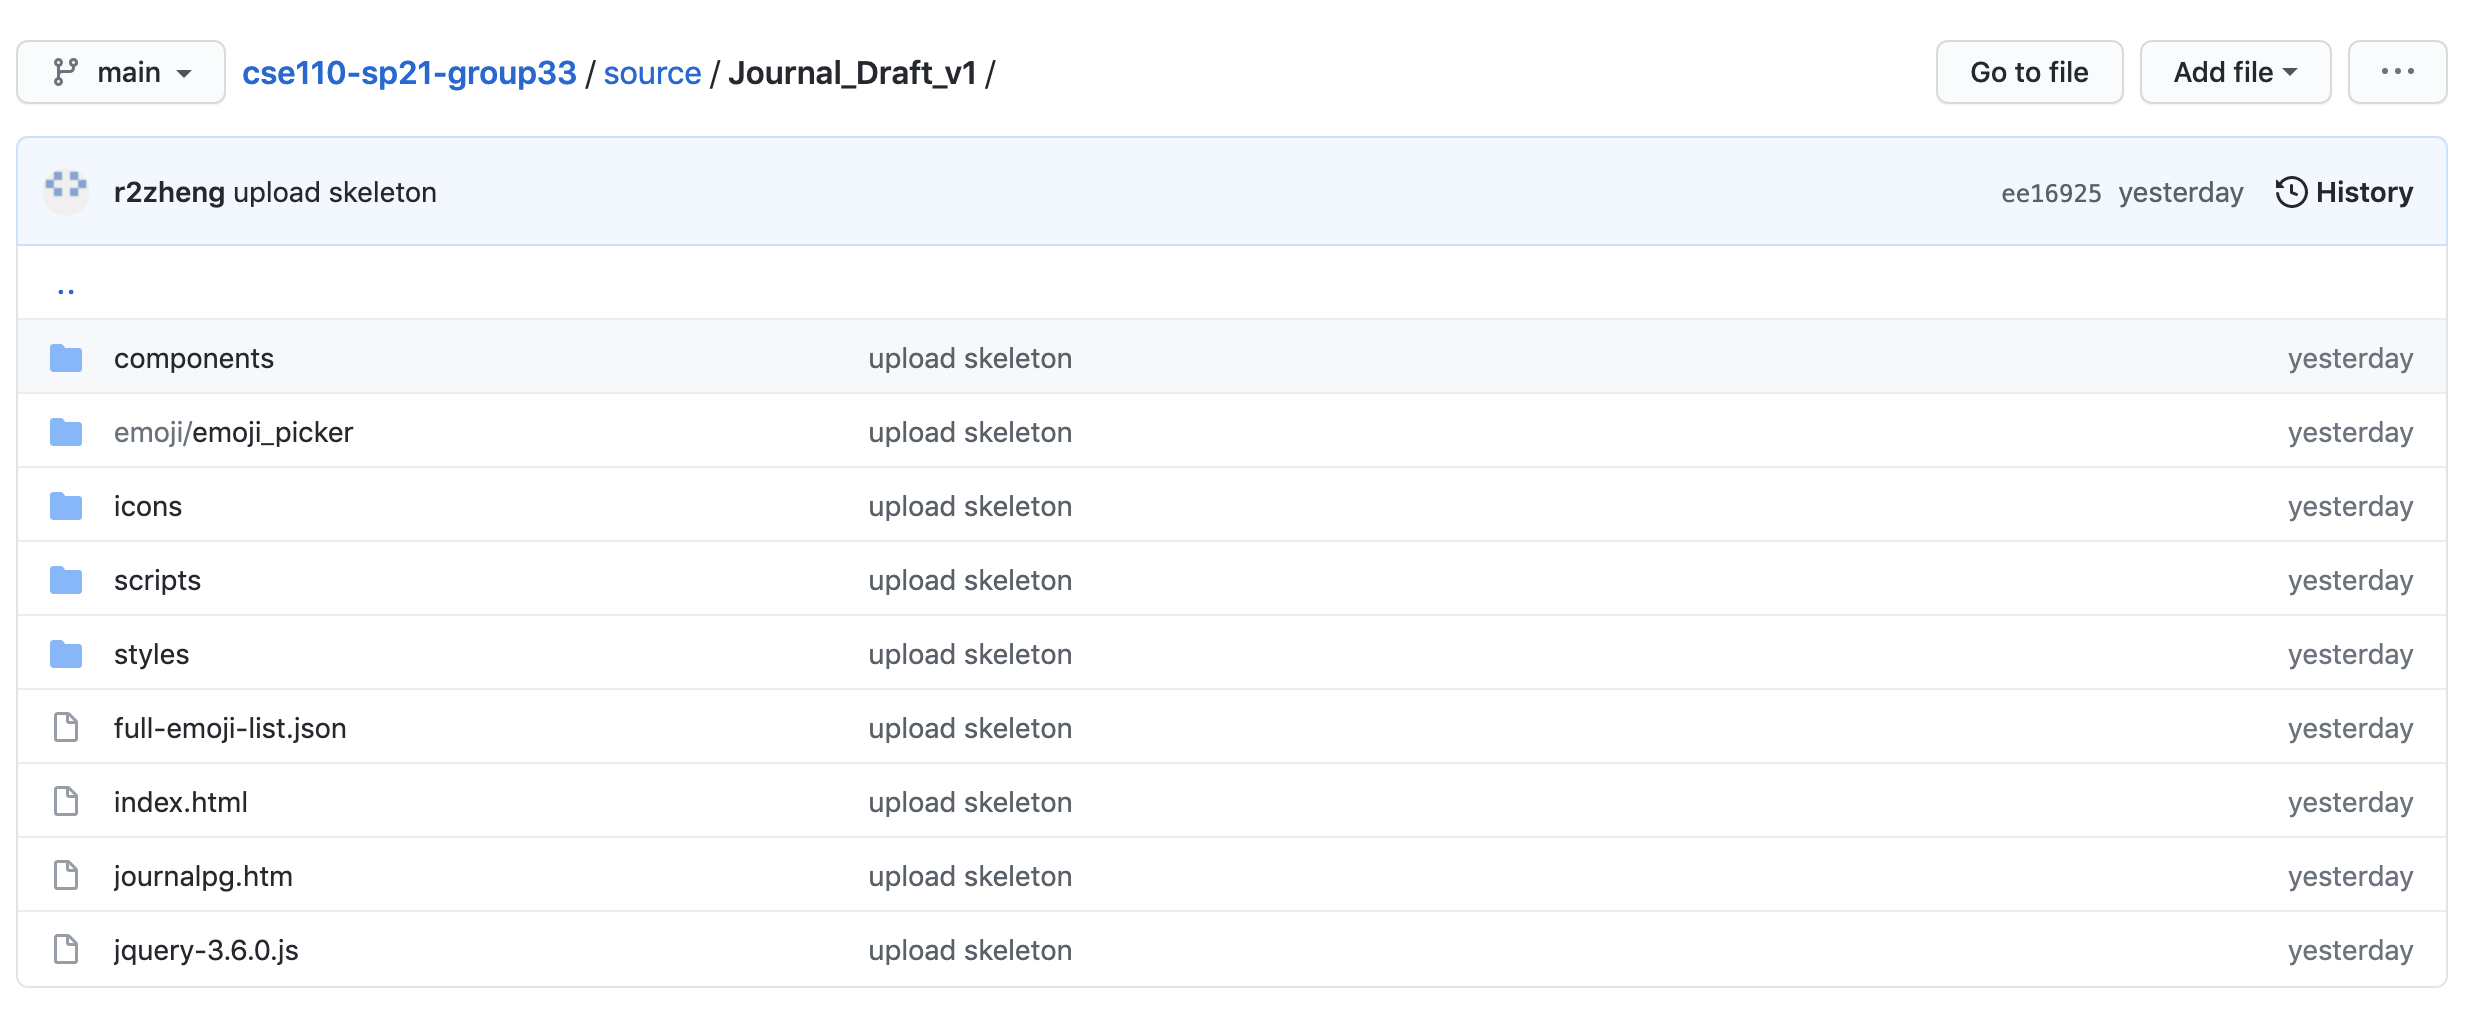 main cse110-sp21-group33 / source / Journal_Draft_v1 / Go to file Add file ...
r2zheng upload skeleton ee16925 yesterday History
..
components upload skeleton yesterday
emoji/emoji_picker upload skeleton yesterday
icons upload skeleton yesterday
scripts upload skeleton yesterday
styles upload skeleton yesterday
full-emoji-list.json upload skeleton yesterday
index.html upload skeleton yesterday
journalpg.htm upload skeleton yesterday
jquery-3.6.0.js upload skeleton yesterday